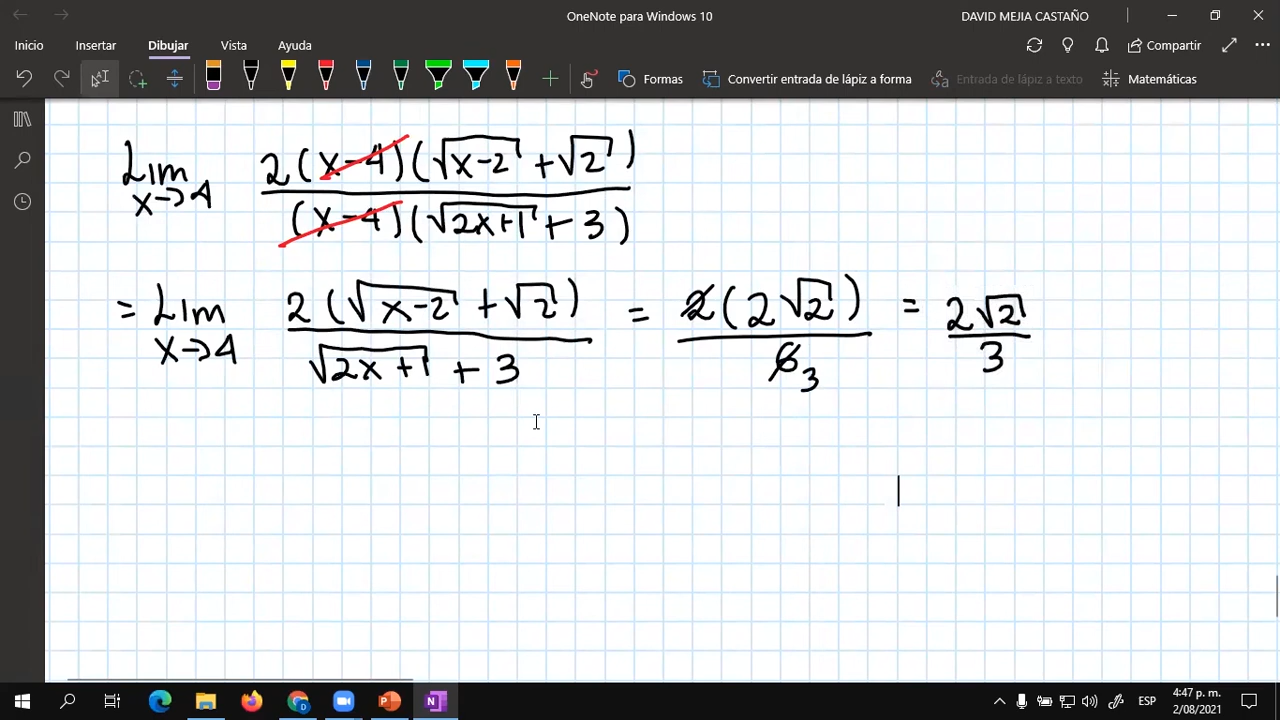 OneNote para Windows 10
DAVID MEJIA CASTAÑO
Inicio Insertar Dibujar Vista Ayuda
Compartir
Formas Convertir entrada de lápiz a forma Entrada de lápiz a texto Matemáticas
Lim x→4 2(x-4)(√x-2 + √2) / (x-4)(√2x+1 + 3)
= Lim x→4 2(√x-2 + √2) / √2x+1 + 3 = 2(2√2) / 6 3 = 2√2 / 3
ESP
4:47 p. m.
2/08/2021